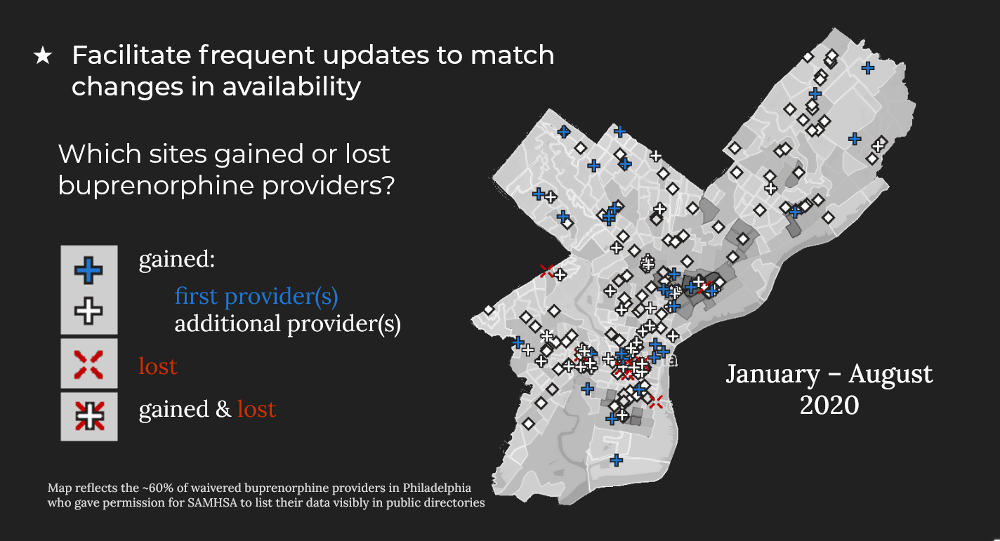 ★ Facilitate frequent updates to match
changes in availability
Which sites gained or lost
buprenorphine providers?
gained:
first provider(s)
additional provider(s)
lost
gained & lost
January – August
2020
Map reflects the ~60% of waivered buprenorphine providers in Philadelphia
who gave permission for SAMHSA to list their data visibly in public directories